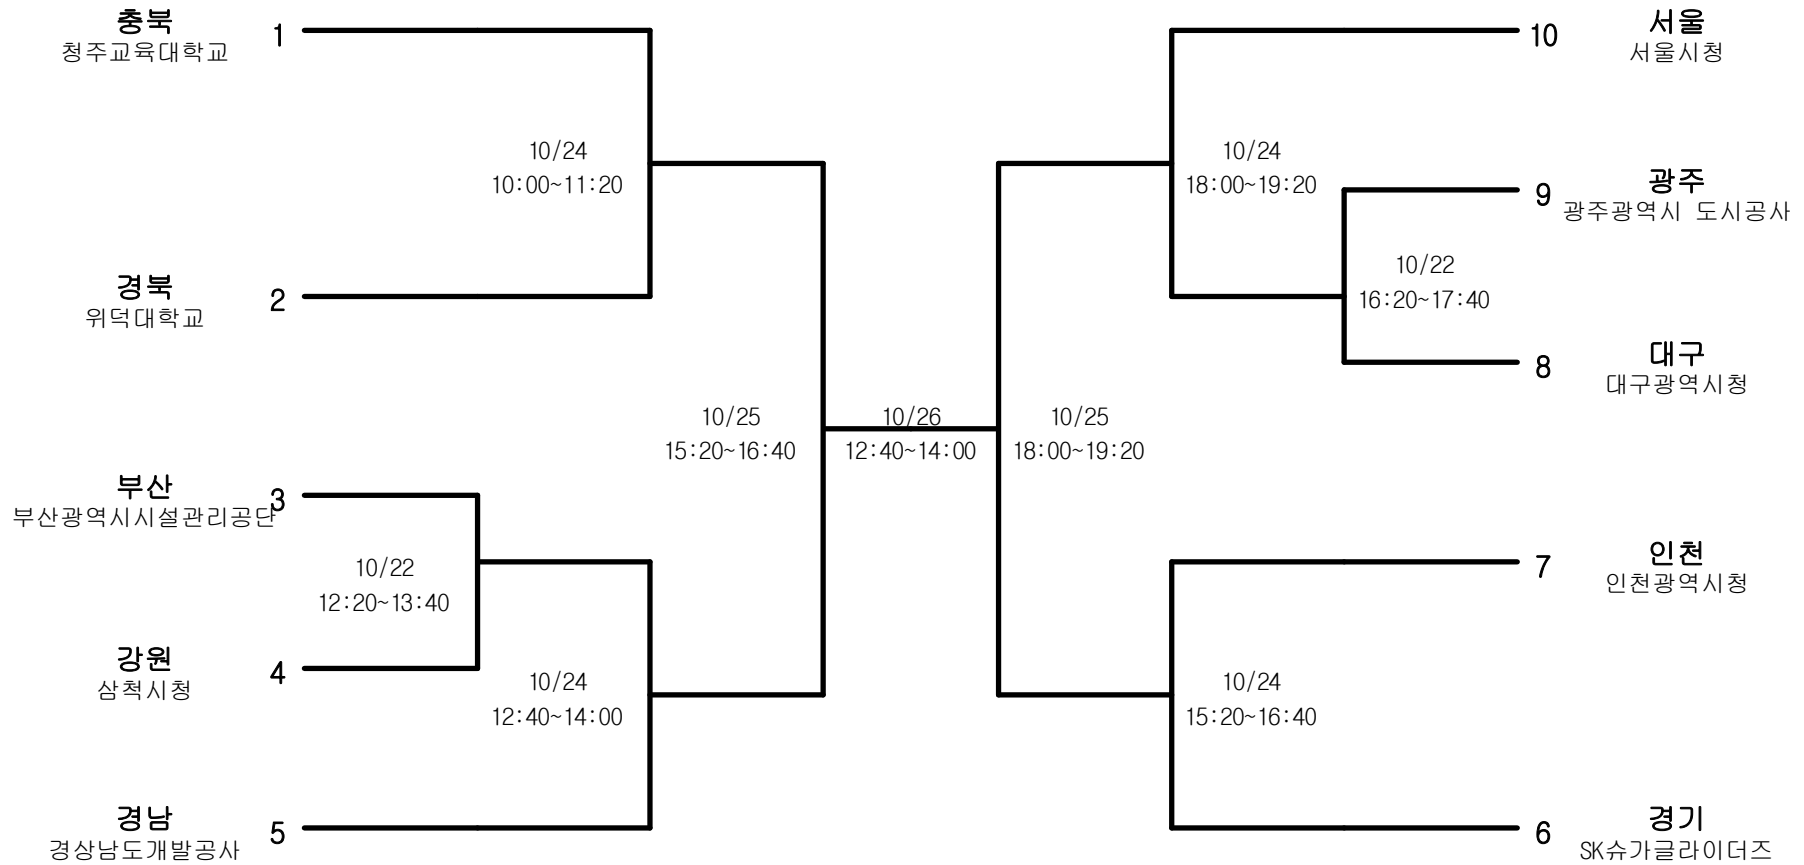 충북
청주교육대학교
1
10/24
10:00~11:20
경북
위덕대학교
2
10/25
15:20~16:40
부산
부산광역시시설관리공단
3
10/22
12:20~13:40
강원
삼척시청
4
10/24
12:40~14:00
경남
경상남도개발공사
5
10/26
12:40~14:00
10
서울
서울시청
10/24
18:00~19:20
9
광주
광주광역시 도시공사
10/22
16:20~17:40
8
대구
대구광역시청
10/25
18:00~19:20
7
인천
인천광역시청
10/24
15:20~16:40
6
경기
SK슈가글라이더즈